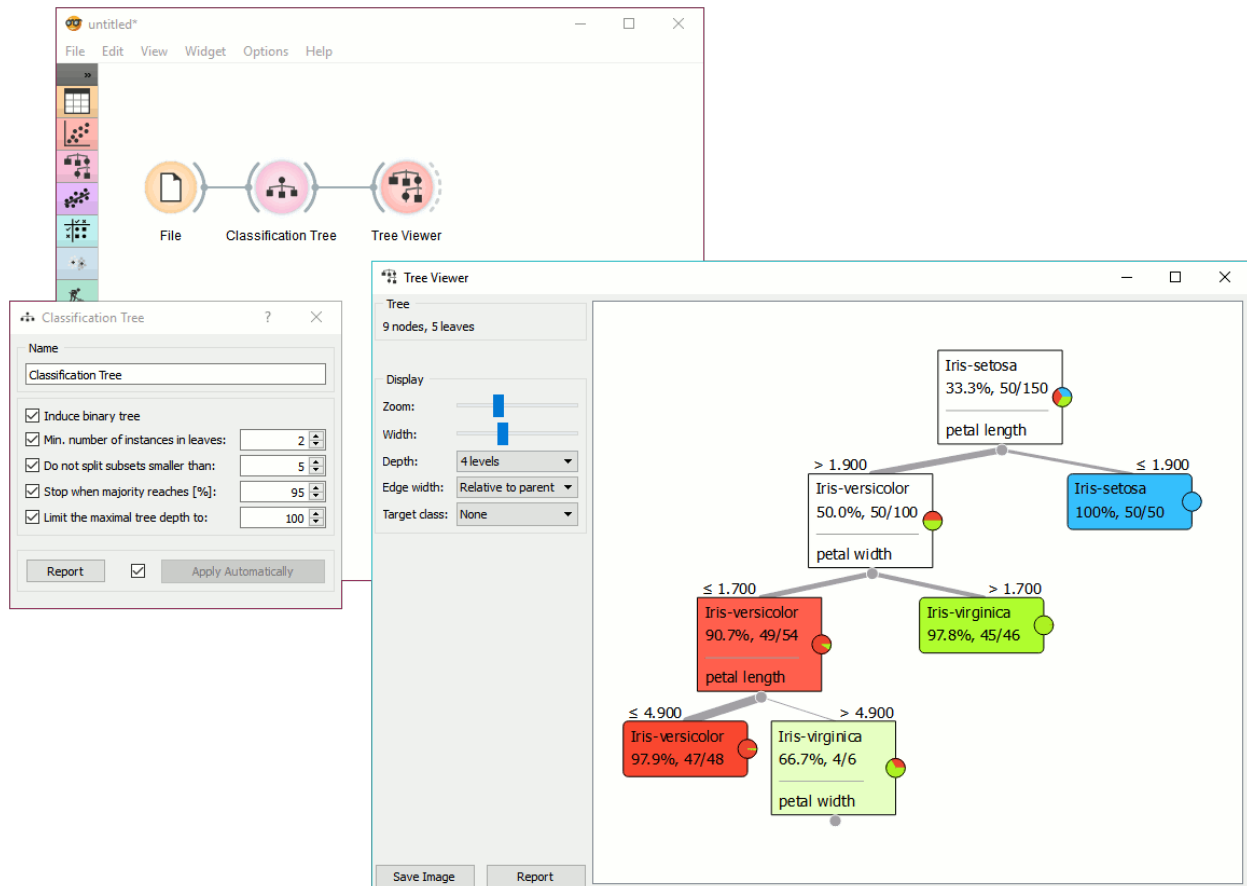 untitled*
File Edit View Widget Options Help
»
File
Classification Tree
Tree Viewer
Classification Tree
?
Name
Classification Tree
Induce binary tree
Min. number of instances in leaves: 2
Do not split subsets smaller than: 5
Stop when majority reaches [%]: 95
Limit the maximal tree depth to: 100
Report
Apply Automatically
Tree Viewer
Tree
9 nodes, 5 leaves
Display
Zoom:
Width:
Depth: 4 levels
Edge width: Relative to parent
Target class: None
Save Image
Report
Iris-setosa
33.3%, 50/150
petal length
> 1.900
≤ 1.900
Iris-versicolor
50.0%, 50/100
petal width
Iris-setosa
100%, 50/50
≤ 1.700
> 1.700
Iris-versicolor
90.7%, 49/54
petal length
Iris-virginica
97.8%, 45/46
≤ 4.900
> 4.900
Iris-versicolor
97.9%, 47/48
Iris-virginica
66.7%, 4/6
petal width